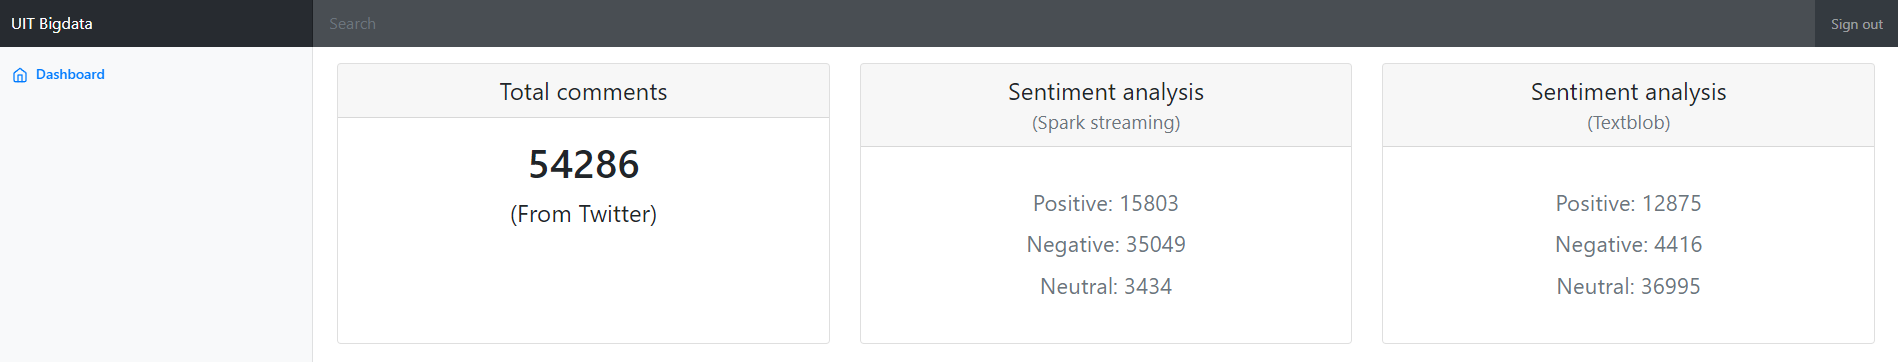 UIT Bigdata
Search
Sign out
Dashboard
Total comments
54286
(From Twitter)
Sentiment analysis
(Spark streaming)
Positive: 15803
Negative: 35049
Neutral: 3434
Sentiment analysis
(Textblob)
Positive: 12875
Negative: 4416
Neutral: 36995